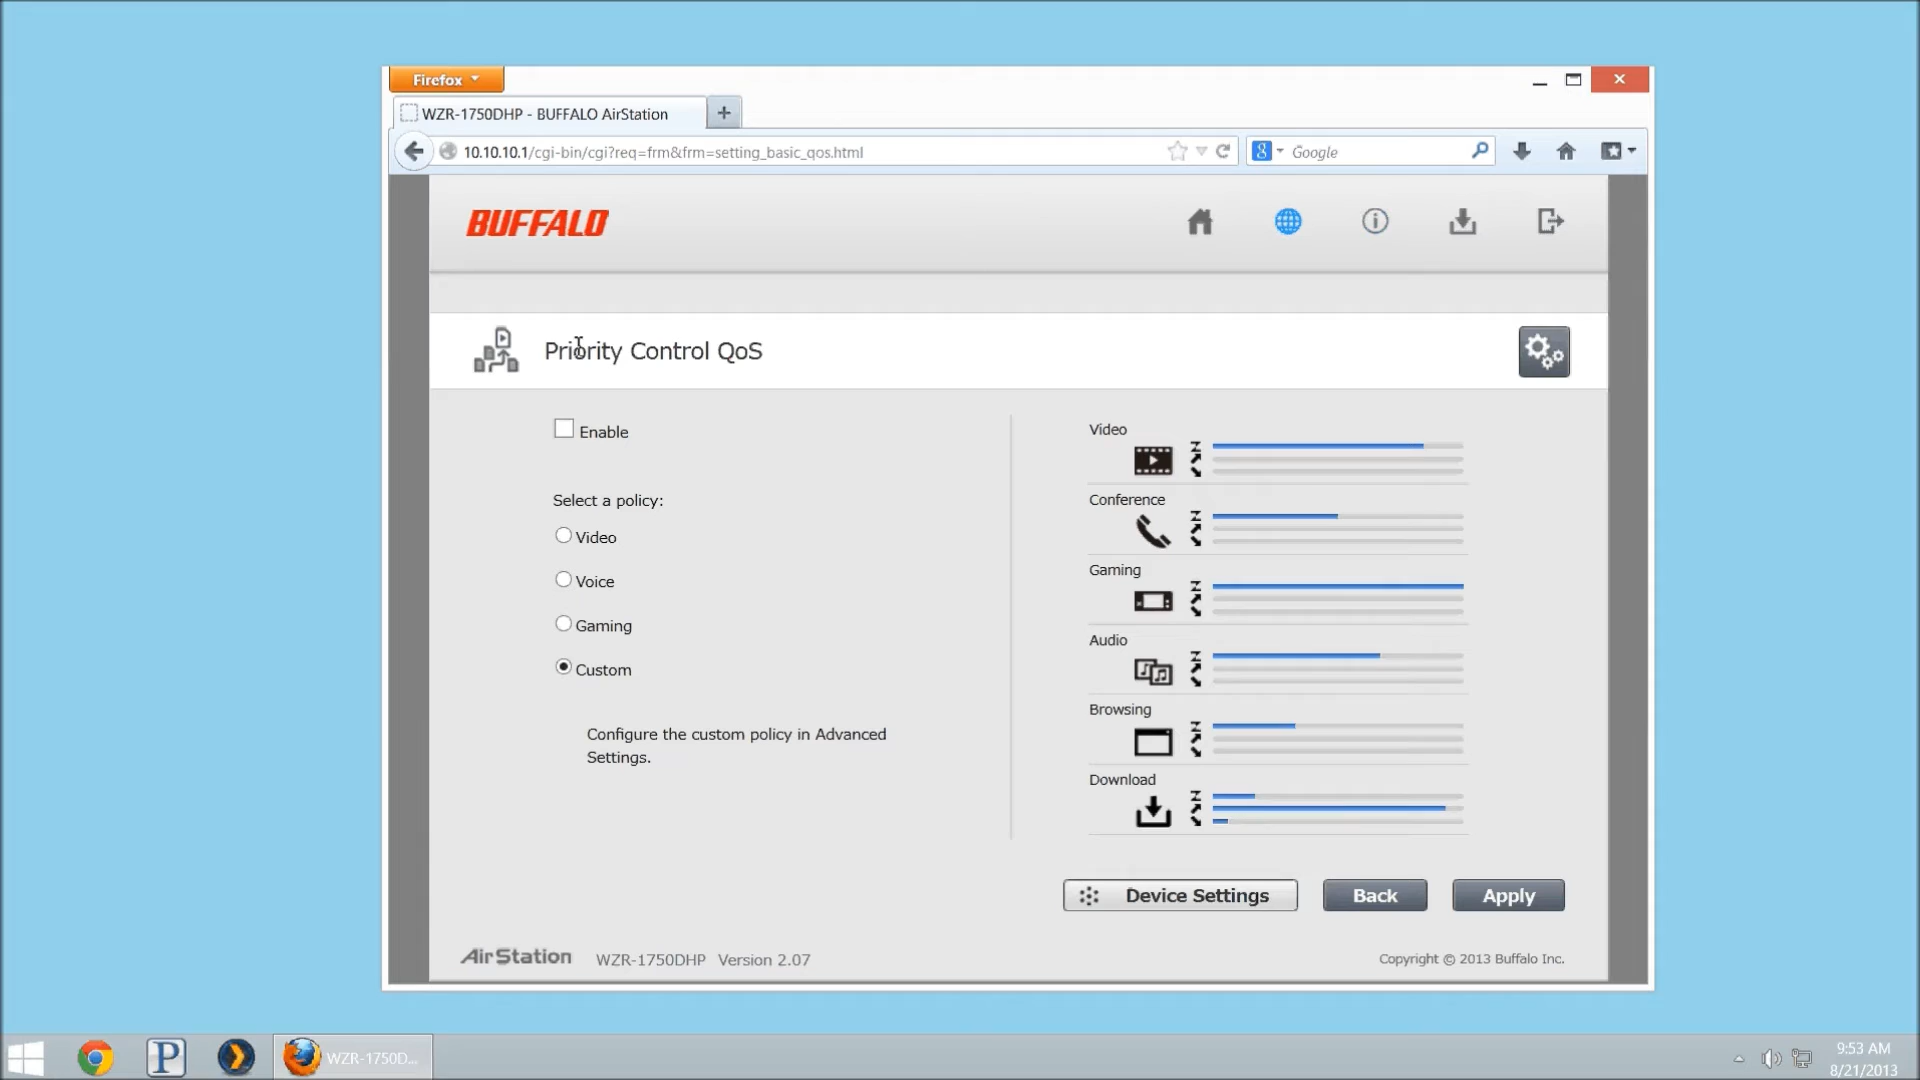 Firefox
WZR-1750DHP - BUFFALO AirStation
10.10.10.1/cgi-bin/cgi?req=frm&frm=setting_basic_qos.html
Google
BUFFALO
Priority Control QoS
Enable
Select a policy:
Video
Voice
Gaming
Custom
Configure the custom policy in Advanced
Settings.
Video
Conference
Gaming
Audio
Browsing
Download
Device Settings
Back
Apply
AirStation WZR-1750DHP Version 2.07
Copyright © 2013 Buffalo Inc.
WZR-1750D...
9:53 AM
8/21/2013